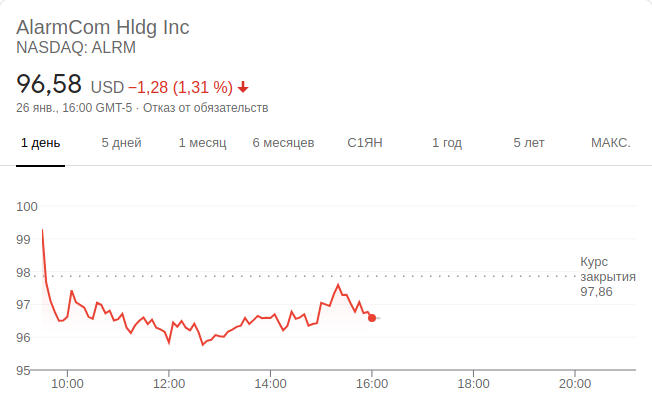 AlarmCom Hldg Inc
NASDAQ: ALRM
96,58 USD −1,28 (1,31 %)
26 янв., 16:00 GMT-5 · Отказ от обязательств
1 день 5 дней 1 месяц 6 месяцев С1ЯН 1 год 5 лет МАКС.
100
99
98
97
96
95
Курс
закрытия
97,86
10:00 12:00 14:00 16:00 18:00 20:00